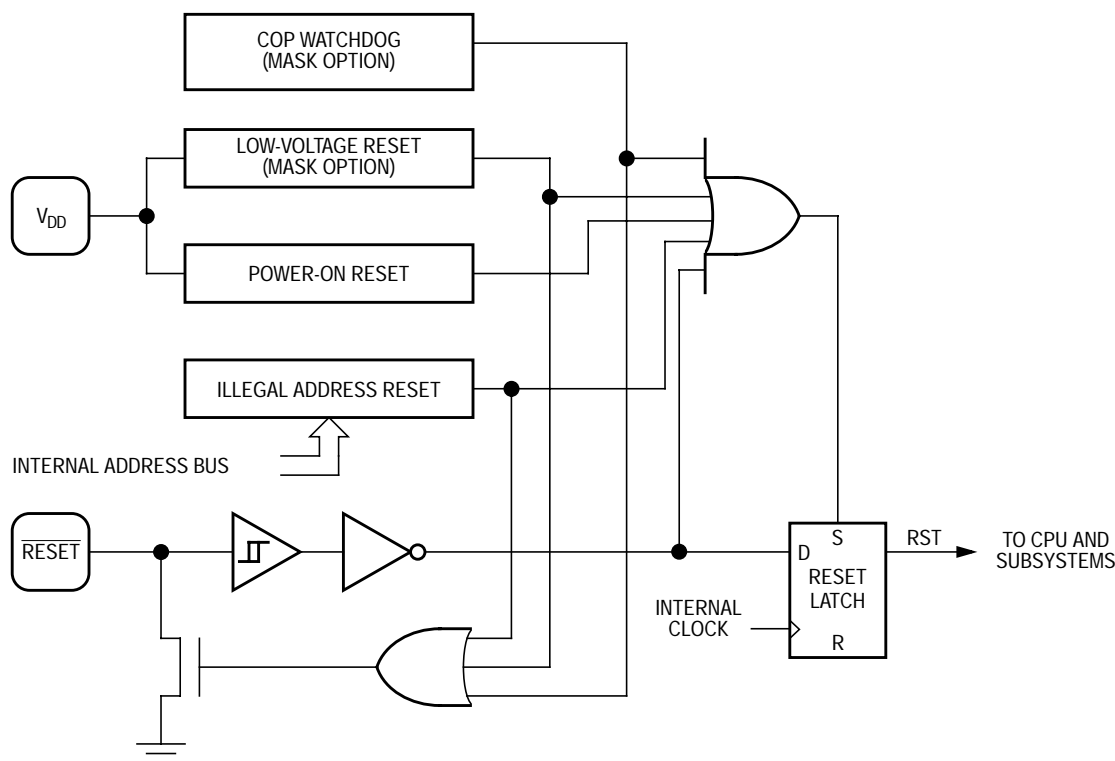 COP WATCHDOG
(MASK OPTION)
LOW-VOLTAGE RESET
(MASK OPTION)
VDD
POWER-ON RESET
ILLEGAL ADDRESS RESET
INTERNAL ADDRESS BUS
RESET
D
S
RESET
LATCH
R
RST
TO CPU AND
SUBSYSTEMS
INTERNAL
CLOCK